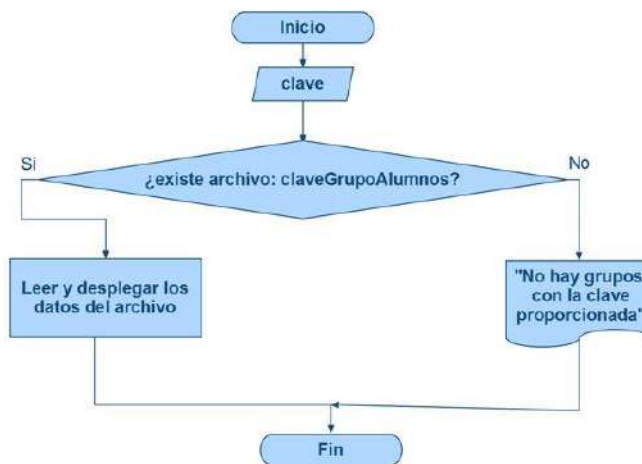 Inicio
clave
Si
¿existe archivo: claveGrupoAlumnos?
No
Leer y desplegar los
datos del archivo
"No hay grupos
con la clave
proporcionada"
Fin